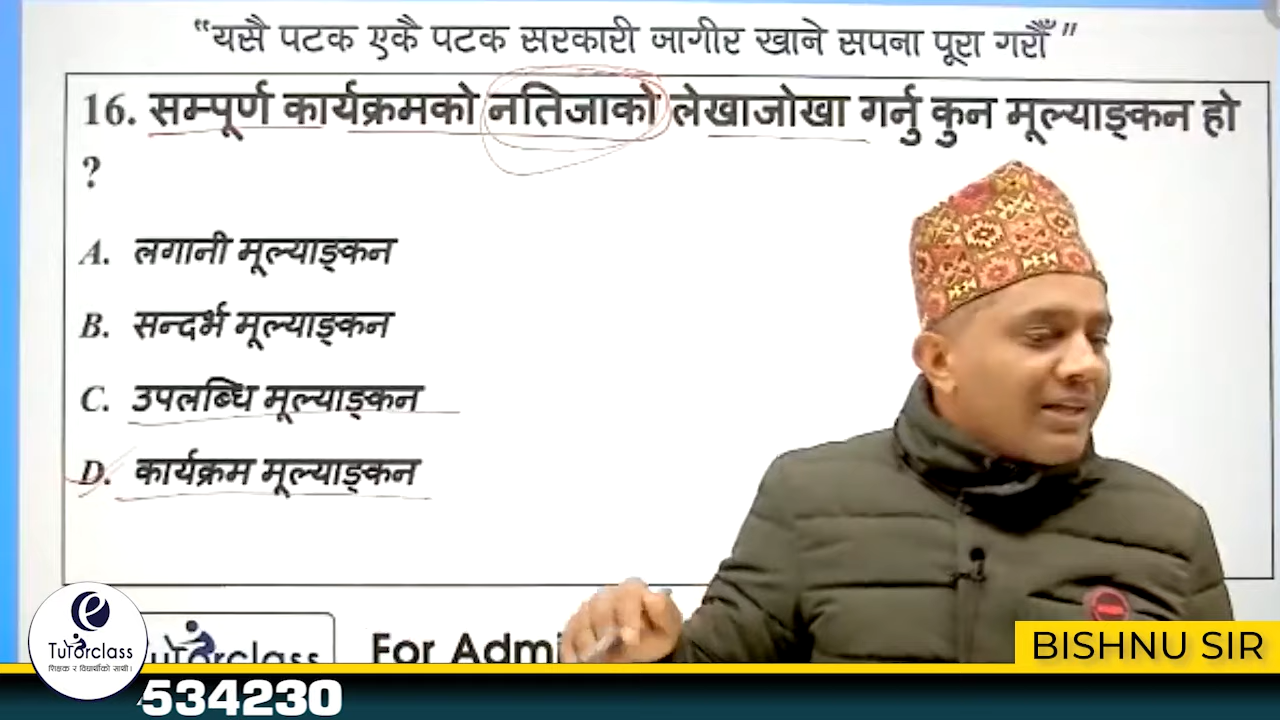 “यसै पटक एकै पटक सरकारी जागीर खाने सपना पूरा गरौँ”
16. सम्पूर्ण कार्यक्रमको नतिजाको लेखाजोखा गर्नु कुन मूल्याङ्कन हो
?
A. लगानी मूल्याङ्कन
B. सन्दर्भ मूल्याङ्कन
C. उपलब्धि मूल्याङ्कन
D. कार्यक्रम मूल्याङ्कन
For Admi
Tutorclass
शिक्षक र विद्यार्थीको साथी।
BISHNU SIR
534230